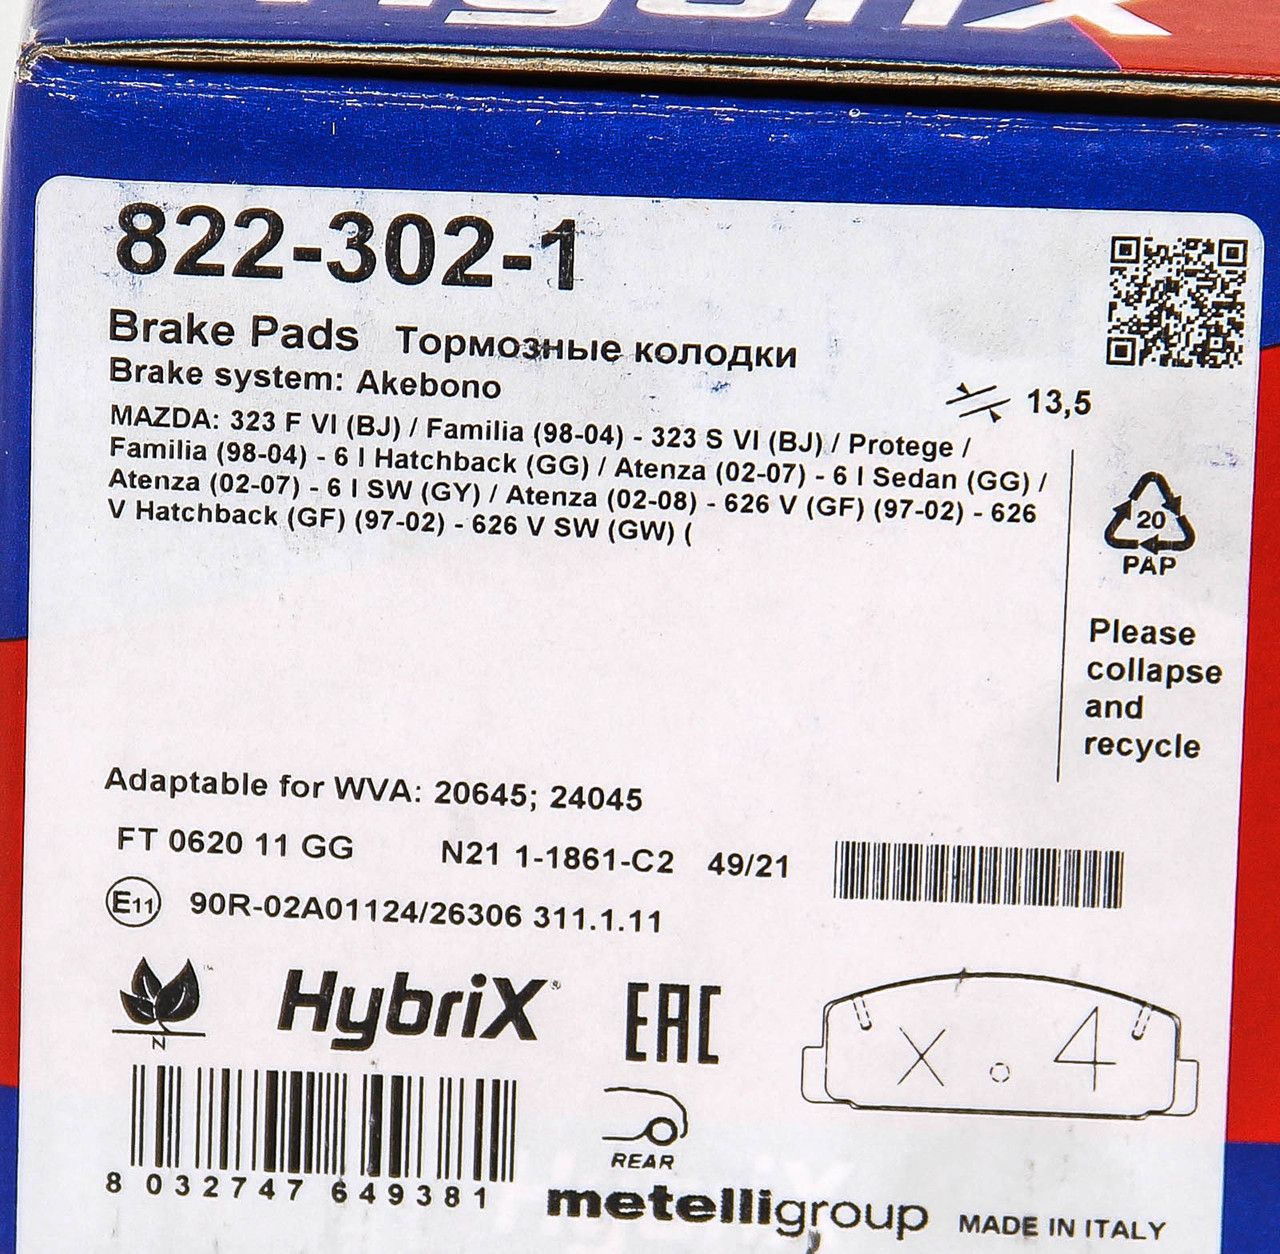 HybriX
822-302-1
Brake Pads Тормозные колодки
Brake system: Akebono
13,5
MAZDA: 323 F VI (BJ) / Familia (98-04) - 323 S VI (BJ) / Protege /
Familia (98-04) - 6 I Hatchback (GG) / Atenza (02-07) - 6 I Sedan (GG) /
Atenza (02-07) - 6 I SW (GY) / Atenza (02-08) - 626 V (GF) (97-02) - 626
V Hatchback (GF) (97-02) - 626 V SW (GW) (
20
PAP
Please
collapse
and
recycle
Adaptable for WVA: 20645; 24045
FT 0620 11 GG N21 1-1861-C2 49/21
E11 90R-02A01124/26306 311.1.11
N
HybriX
EAC
X . 4
REAR
8 032747 649381
metelligroup MADE IN ITALY